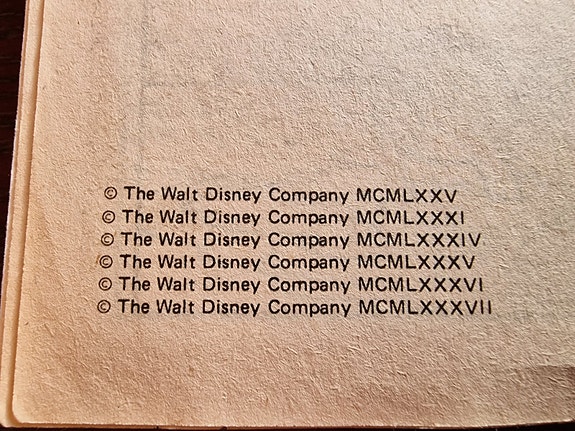 © The Walt Disney Company MCMLXXV
© The Walt Disney Company MCMLXXXI
© The Walt Disney Company MCMLXXXIV
© The Walt Disney Company MCMLXXXV
© The Walt Disney Company MCMLXXXVI
© The Walt Disney Company MCMLXXXVII